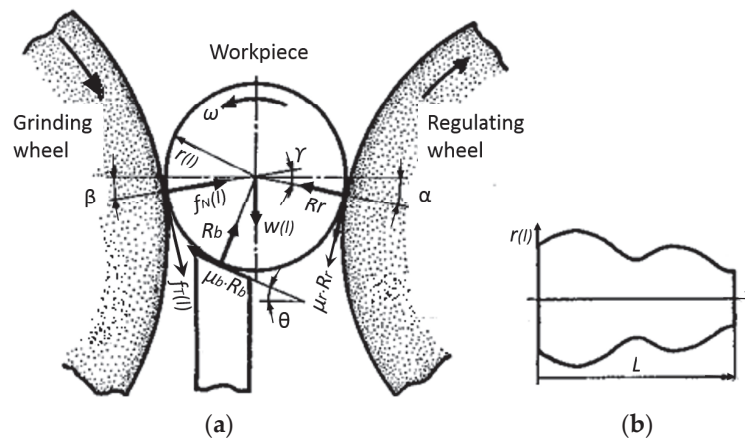 Workpiece
Grinding
wheel
Regulating
wheel
ω
r(l)
γ
β
fN(l)
Rr
α
w(l)
Rb
μb·Rb
fT(l)
μr·Rr
θ
r(l)
L
(a)
(b)